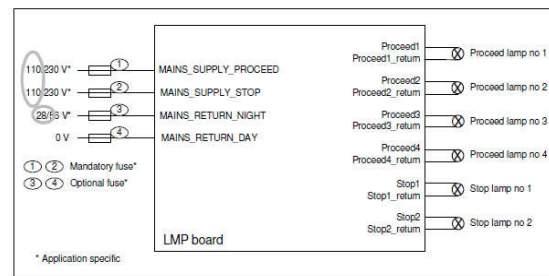 110/230 V* 1 MAINS_SUPPLY_PROCEED
110/230 V* 2 MAINS_SUPPLY_STOP
28/56 V* 3 MAINS_RETURN_NIGHT
0 V 4 MAINS_RETURN_DAY
1 2 Mandatory fuse*
3 4 Optional fuse*
* Application specific
LMP board
Proceed1
Proceed1_return
Proceed lamp no 1
Proceed2
Proceed2_return
Proceed lamp no 2
Proceed3
Proceed3_return
Proceed lamp no 3
Proceed4
Proceed4_return
Proceed lamp no 4
Stop1
Stop1_return
Stop lamp no 1
Stop2
Stop2_return
Stop lamp no 2